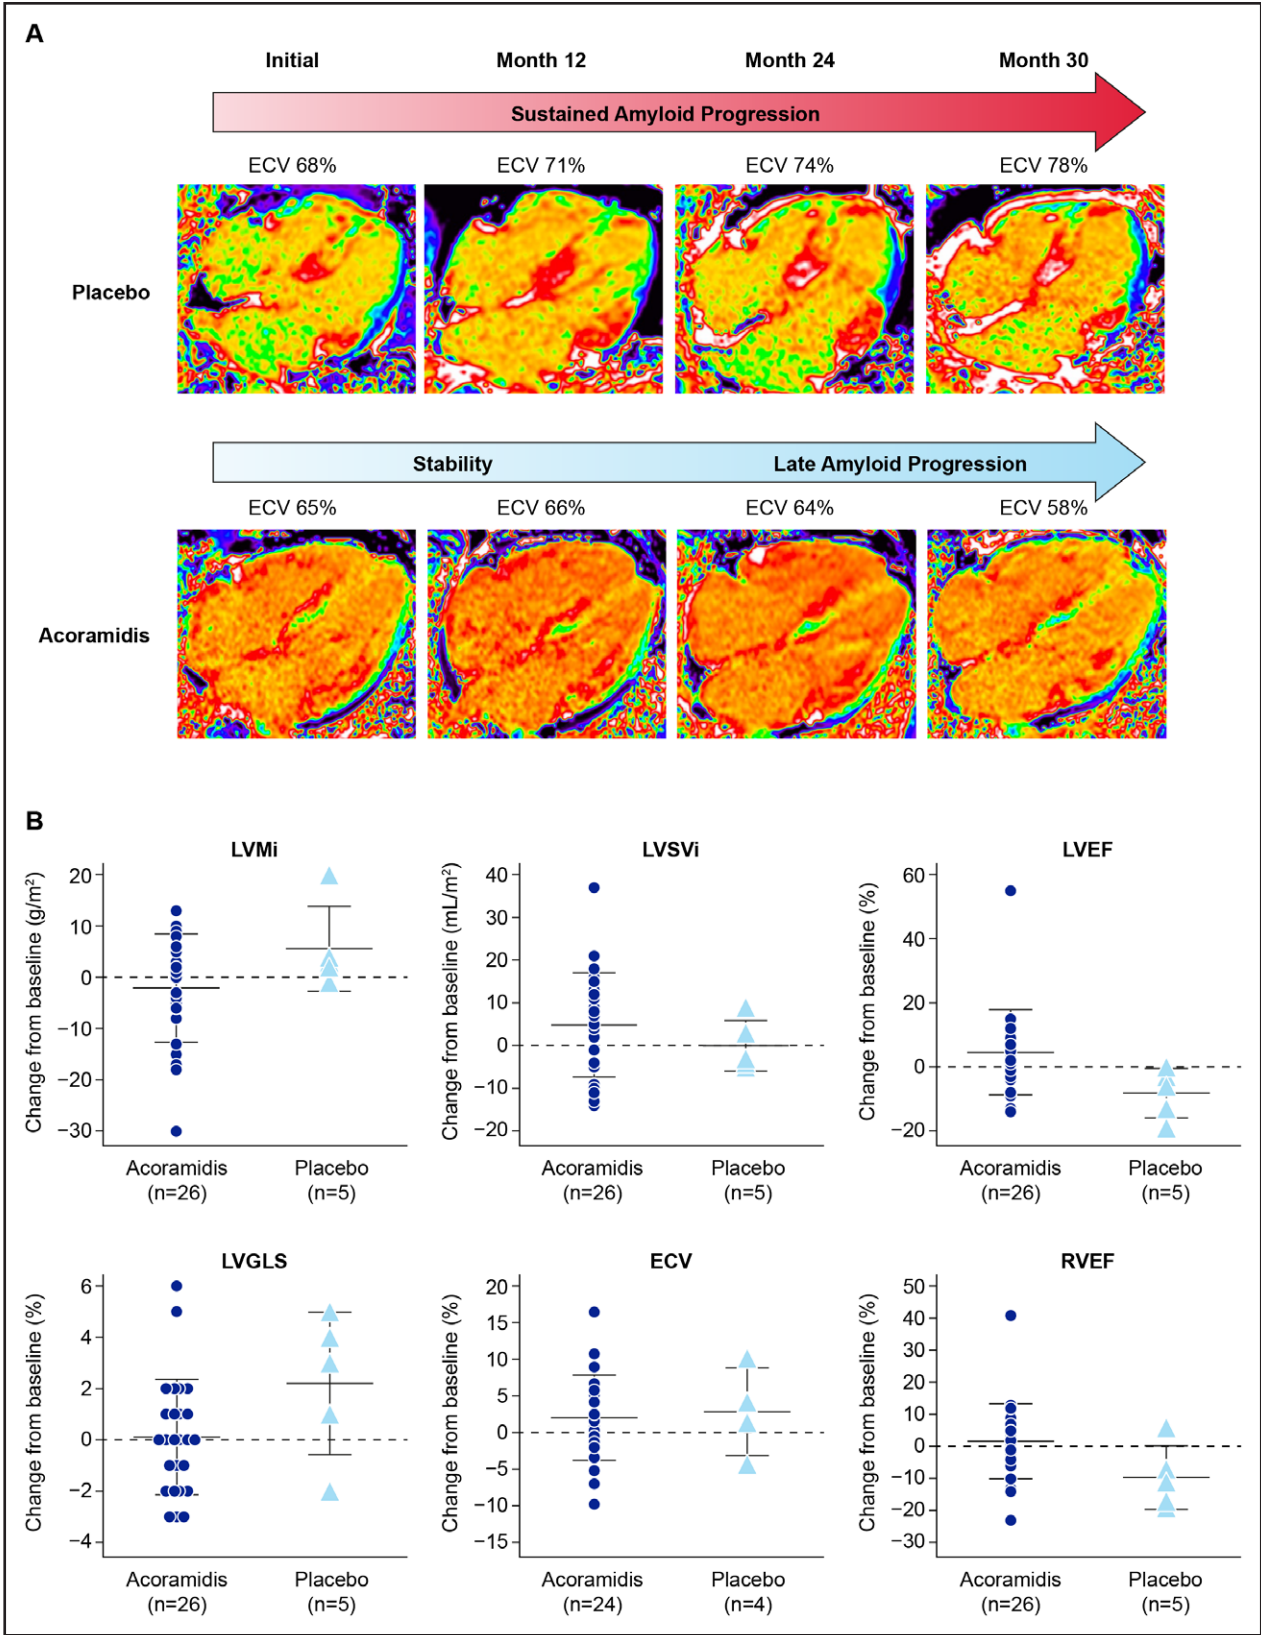 A
Initial Month 12 Month 24 Month 30
Sustained Amyloid Progression
ECV 68% ECV 71% ECV 74% ECV 78%
Placebo
Stability Late Amyloid Progression
ECV 65% ECV 66% ECV 64% ECV 58%
Acoramidis
B
LVMi
Change from baseline (g/m²)
20
10
0
−10
−20
−30
Acoramidis Placebo
(n=26) (n=5)
LVSVi
Change from baseline (mL/m²)
40
30
20
10
0
−10
−20
Acoramidis Placebo
(n=26) (n=5)
LVEF
Change from baseline (%)
60
40
20
0
−20
Acoramidis Placebo
(n=26) (n=5)
LVGLS
Change from baseline (%)
6
4
2
0
−2
−4
Acoramidis Placebo
(n=26) (n=5)
ECV
Change from baseline (%)
20
15
10
5
0
−5
−10
−15
Acoramidis Placebo
(n=24) (n=4)
RVEF
Change from baseline (%)
50
40
30
20
10
0
−10
−20
−30
Acoramidis Placebo
(n=26) (n=5)